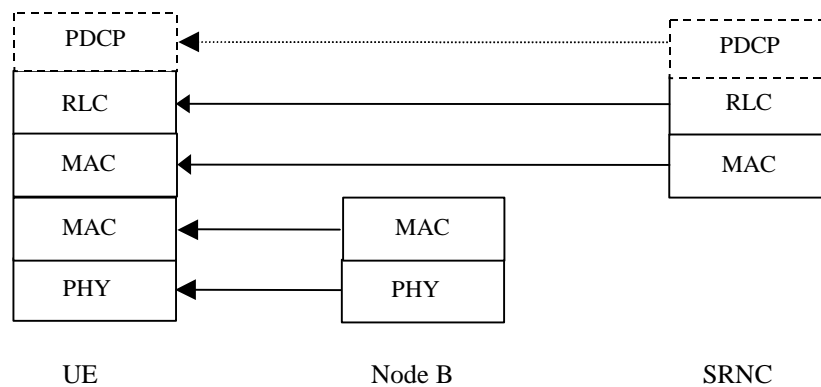 PDCP
PDCP
RLC
RLC
MAC
MAC
MAC
MAC
PHY
PHY
UE
Node B
SRNC